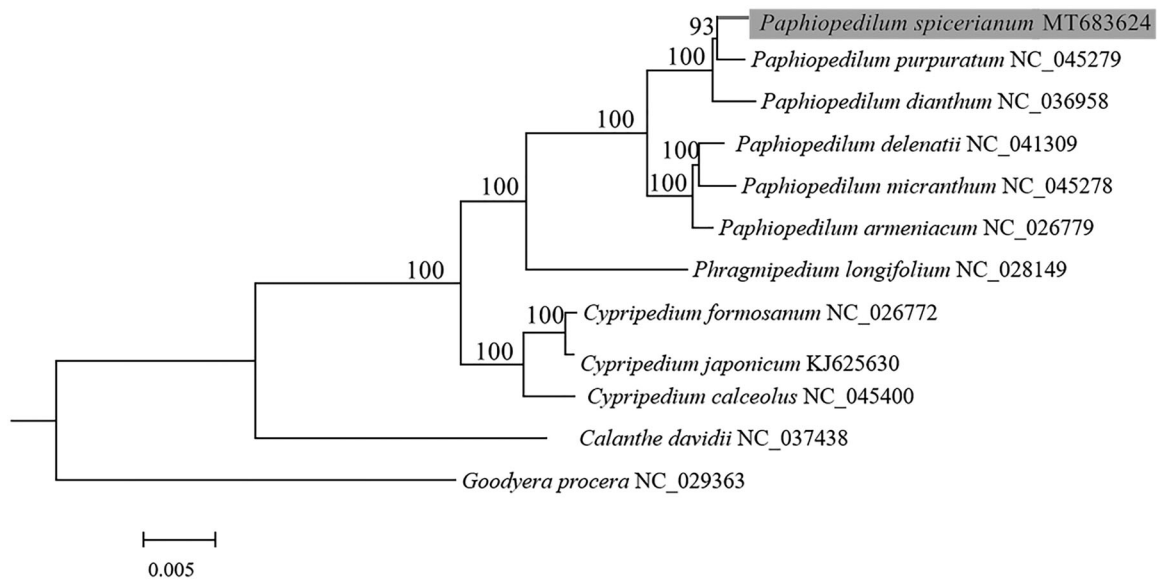 Paphiopedilum spicerianum MT683624
93
Paphiopedilum purpuratum NC_045279
100
Paphiopedilum dianthum NC_036958
100
Paphiopedilum delenatii NC_041309
100
Paphiopedilum micranthum NC_045278
100
100
Paphiopedilum armeniacum NC_026779
Phragmipedium longifolium NC_028149
100
Cypripedium formosanum NC_026772
100
100
Cypripedium japonicum KJ625630
Cypripedium calceolus NC_045400
Calanthe davidii NC_037438
Goodyera procera NC_029363
0.005